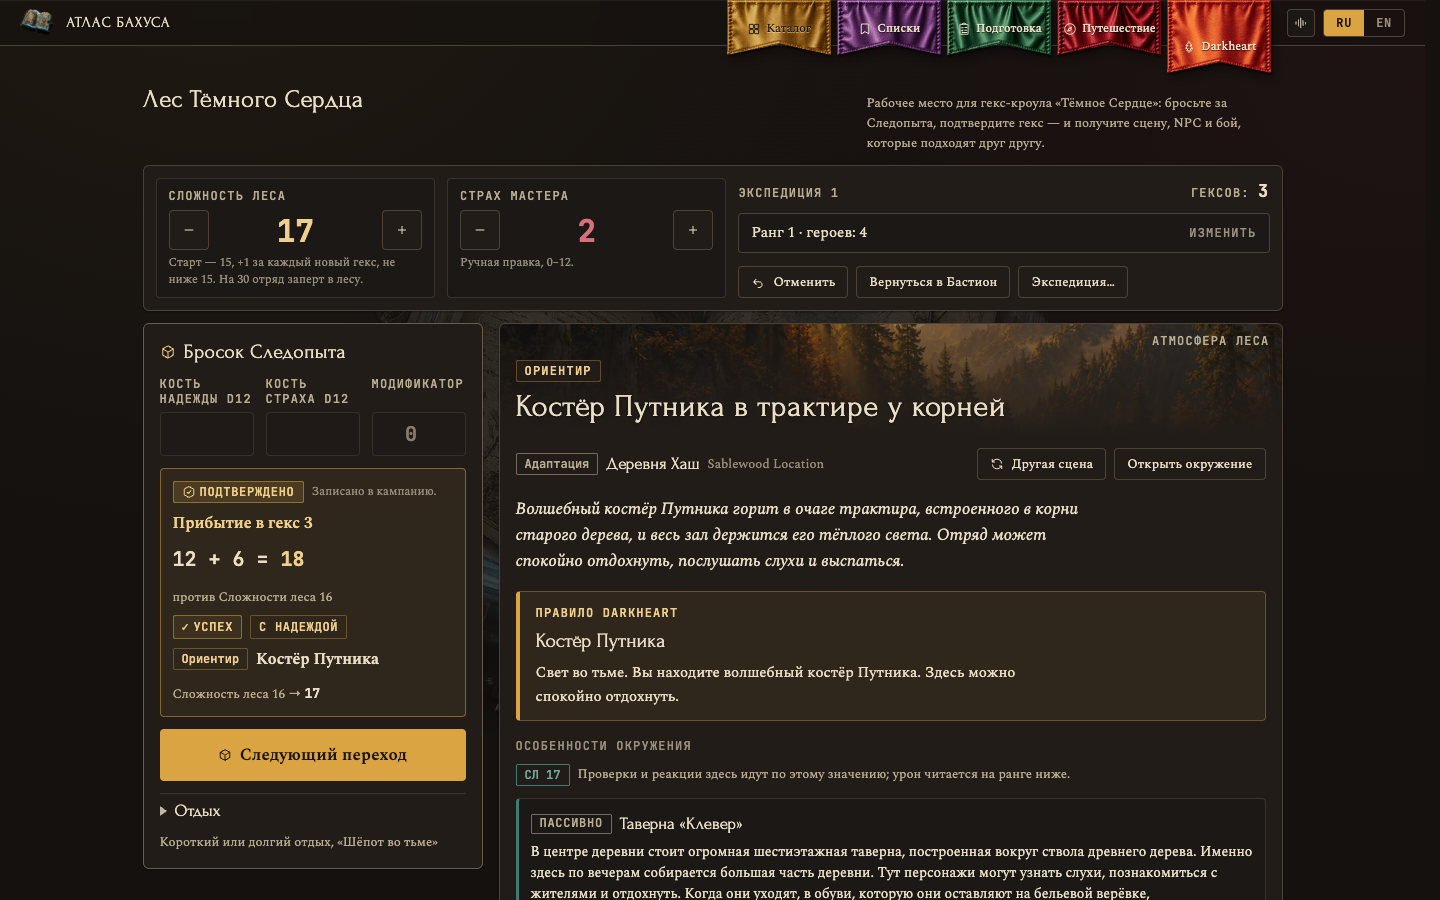 АТЛАС БАХУСА
Каталог
Списки
Подготовка
Путешествие
Darkheart
RU
EN
Лес Тёмного Сердца
Рабочее место для гекс-кроула «Тёмное Сердце»: бросьте за
Следопыта, подтвердите гекс — и получите сцену, NPC и бой,
которые подходят друг другу.
СЛОЖНОСТЬ ЛЕСА
− 17 +
Старт — 15, +1 за каждый новый гекс, не
ниже 15. На 30 отряд заперт в лесу.
СТРАХ МАСТЕРА
− 2 +
Ручная правка, 0–12.
ЭКСПЕДИЦИЯ 1
ГЕКСОВ: 3
Ранг 1 · героев: 4
ИЗМЕНИТЬ
Отменить
Вернуться в Бастион
Экспедиция…
Бросок Следопыта
КОСТЬ
НАДЕЖДЫ D12
КОСТЬ
СТРАХА D12
МОДИФИКАТОР
0
ПОДТВЕРЖДЕНО
Записано в кампанию.
Прибытие в гекс 3
12 + 6 = 18
против Сложности леса 16
✓ УСПЕХ
С НАДЕЖДОЙ
Ориентир
Костёр Путника
Сложность леса 16 → 17
Следующий переход
Отдых
Короткий или долгий отдых, «Шёпот во тьме»
АТМОСФЕРА ЛЕСА
ОРИЕНТИР
Костёр Путника в трактире у корней
Адаптация
Деревня Хаш
Sablewood Location
Другая сцена
Открыть окружение
Волшебный костёр Путника горит в очаге трактира, встроенного в корни
старого дерева, и весь зал держится его тёплого света. Отряд может
спокойно отдохнуть, послушать слухи и выспаться.
ПРАВИЛО DARKHEART
Костёр Путника
Свет во тьме. Вы находите волшебный костёр Путника. Здесь можно
спокойно отдохнуть.
ОСОБЕННОСТИ ОКРУЖЕНИЯ
СЛ 17
Проверки и реакции здесь идут по этому значению; урон читается на ранге ниже.
ПАССИВНО
Таверна «Клевер»
В центре деревни стоит огромная шестиэтажная таверна, построенная вокруг ствола древнего дерева. Именно
здесь по вечерам собирается большая часть деревни. Тут персонажи могут узнать слухи, познакомиться с
жителями и отдохнуть. Когда они уходят, в обуви, которую они оставляют на бельевой верёвке,